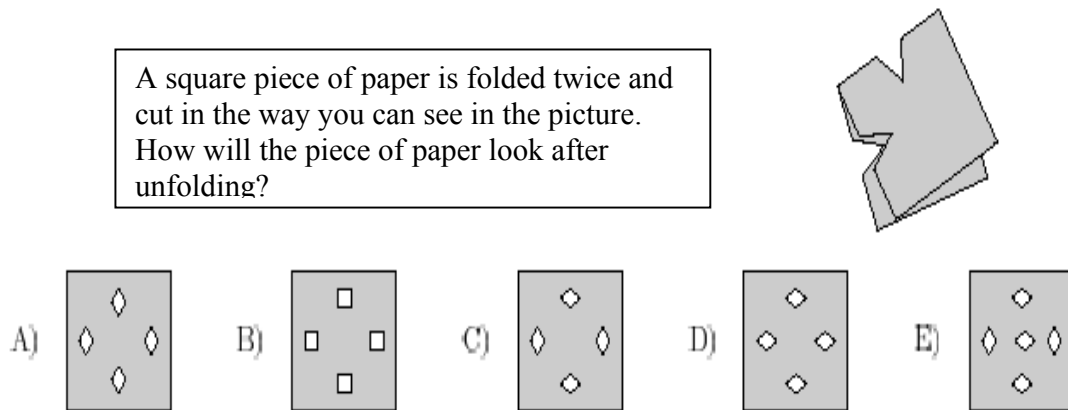 A square piece of paper is folded twice and
cut in the way you can see in the picture.
How will the piece of paper look after
unfolding?
A) B) C) D) E)